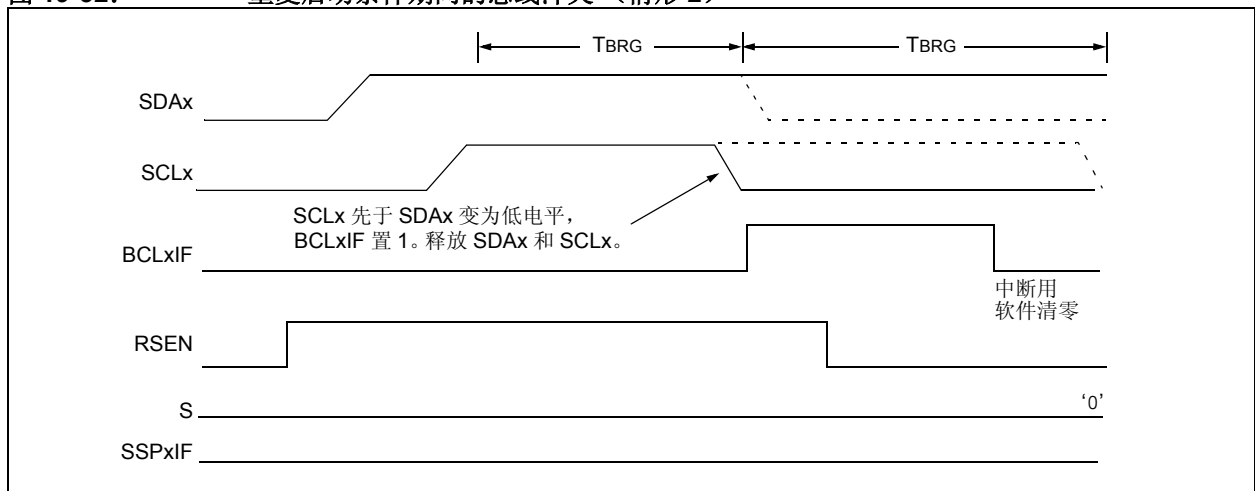 TBRG TBRG
SDAx
SCLx
SCLx 先于 SDAx 变为低电平，
BCLxIF 置 1。释放 SDAx 和 SCLx。
BCLxIF
中断用
软件清零
RSEN
S
‘0’
SSPxIF